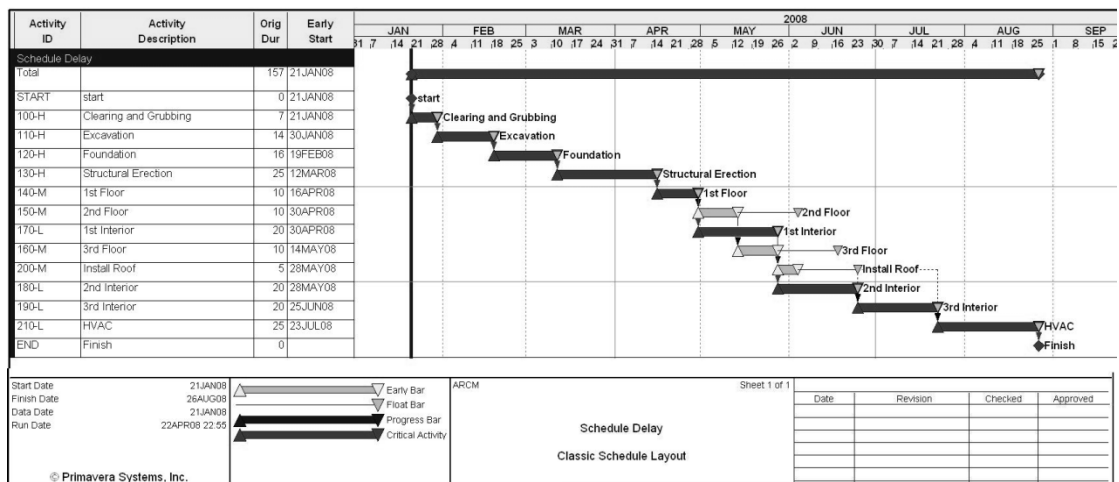 Activity ID Activity Description Orig Dur Early Start 2008
JAN FEB MAR APR MAY JUN JUL AUG SEP
31 7 14 21 28 4 11 18 25 3 10 17 24 31 7 14 21 28 5 12 19 26 2 9 16 23 30 7 14 21 28 4 11 18 25 1 8 15
Schedule Delay
Total 157 21JAN08
START start 0 21JAN08 start
100-H Clearing and Grubbing 7 21JAN08 Clearing and Grubbing
110-H Excavation 14 30JAN08 Excavation
120-H Foundation 16 19FEB08 Foundation
130-H Structural Erection 25 12MAR08 Structural Erection
140-M 1st Floor 10 16APR08 1st Floor
150-M 2nd Floor 10 30APR08 2nd Floor
170-L 1st Interior 20 30APR08 1st Interior
160-M 3rd Floor 10 14MAY08 3rd Floor
200-M Install Roof 5 28MAY08 Install Roof
180-L 2nd Interior 20 28MAY08 2nd Interior
190-L 3rd Interior 20 25JUN08 3rd Interior
210-L HVAC 25 23JUL08 HVAC
END Finish 0 Finish
Start Date 21JAN08
Finish Date 26AUG08
Data Date 21JAN08
Run Date 22APR08 22:55
© Primavera Systems, Inc.
Early Bar
Float Bar
Progress Bar
Critical Activity
ARCM Sheet 1 of 1
Schedule Delay
Classic Schedule Layout
Date Revision Checked Approved